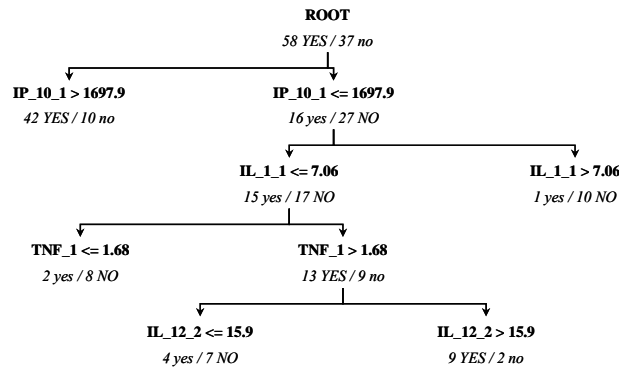 ROOT
58 YES / 37 no
IP_10_1 > 1697.9
IP_10_1 <= 1697.9
42 YES / 10 no
16 yes / 27 NO
IL_1_1 <= 7.06
IL_1_1 > 7.06
15 yes / 17 NO
1 yes / 10 NO
TNF_1 <= 1.68
TNF_1 > 1.68
2 yes / 8 NO
13 YES / 9 no
IL_12_2 <= 15.9
IL_12_2 > 15.9
4 yes / 7 NO
9 YES / 2 no